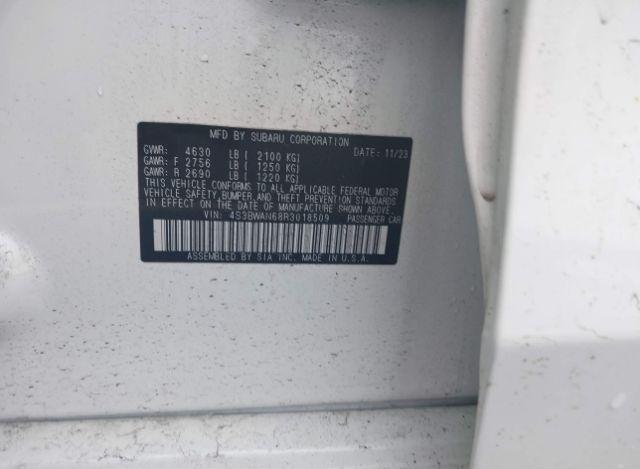 MFD BY SUBARU CORPORATION
GVWR: 4630 LB ( 2100 KG) DATE: 11/23
GAWR: F 2756 LB ( 1250 KG)
GAWR: R 2690 LB ( 1220 KG)
THIS VEHICLE CONFORMS TO ALL APPLICABLE FEDERAL MOTOR
VEHICLE SAFETY, BUMPER, AND THEFT PREVENTION STANDARDS
IN EFFECT ON THE DATE OF MANUFACTURE SHOWN ABOVE.
VIN: 4S3BWAN68R3018509 PASSENGER CAR
ASSEMBLED BY SIA INC. MADE IN U.S.A.